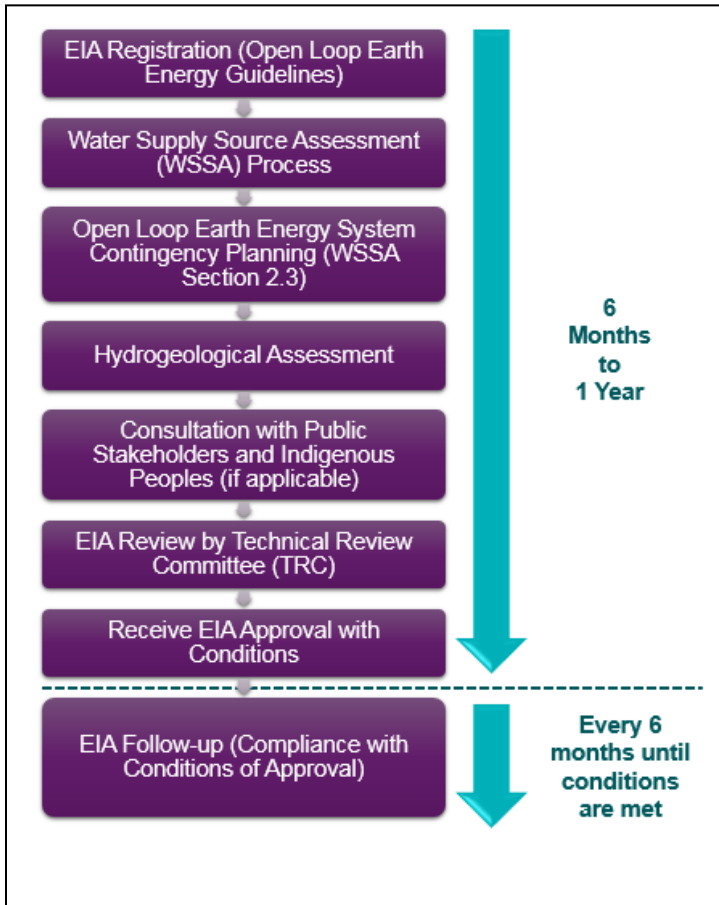 EIA Registration (Open Loop Earth
Energy Guidelines)
Water Supply Source Assessment
(WSSA) Process
Open Loop Earth Energy System
Contingency Planning (WSSA
Section 2.3)
Hydrogeological Assessment
Consultation with Public
Stakeholders and Indigenous
Peoples (if applicable)
EIA Review by Technical Review
Committee (TRC)
Receive EIA Approval with
Conditions
6
Months
to
1 Year
EIA Follow-up (Compliance with
Conditions of Approval)
Every 6
months until
conditions
are met